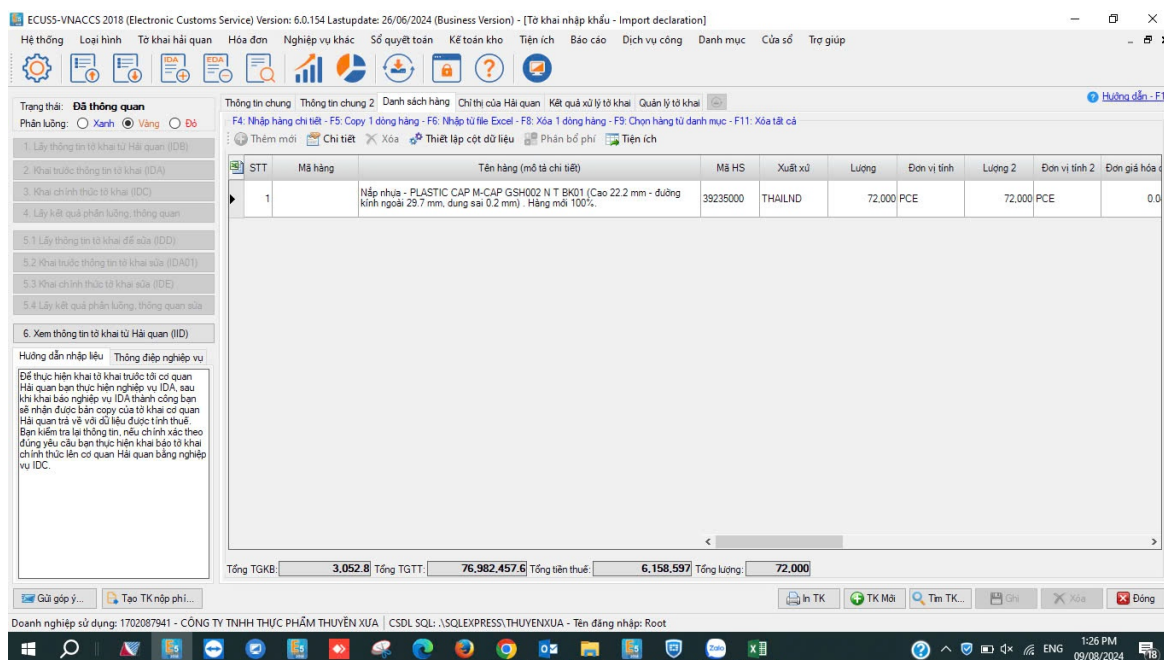 ECUS5-VNACCS 2018 (Electronic Customs Service) Version: 6.0.154 Lastupdate: 26/06/2024 (Business Version) - [Tờ khai nhập khẩu - Import declaration]
Hệ thống Loại hình Tờ khai hải quan Hóa đơn Nghiệp vụ khác Sổ quyết toán Kế toán kho Tiện ích Báo cáo Dịch vụ công Danh mục Cửa sổ Trợ giúp
IDA EDA
Trạng thái: Đã thông quan
Phân luồng: Xanh Vàng Đỏ
1. Lấy thông tin tờ khai từ Hải quan (IDB)
2. Khai trước thông tin tờ khai (IDA)
3. Khai chính thức tờ khai (IDC)
4. Lấy kết quả phân luồng, thông quan
5.1 Lấy thông tin tờ khai để sửa (IDD)
5.2 Khai trước thông tin tờ khai sửa (IDA01)
5.3 Khai chính thức tờ khai sửa (IDE)
5.4 Lấy kết quả phân luồng, thông quan sửa
6. Xem thông tin tờ khai từ Hải quan (IID)
Hướng dẫn nhập liệu Thông điệp nghiệp vụ
Để thực hiện khai tờ khai trước tới cơ quan
Hải quan bạn thực hiện nghiệp vụ IDA, sau
khi khai báo nghiệp vụ IDA thành công bạn
sẽ nhận được bản copy của tờ khai cơ quan
Hải quan trả về với dữ liệu được tính thuế.
Bạn kiểm tra lại thông tin, nếu chính xác theo
đúng yêu cầu bạn thực hiện khai báo tờ khai
chính thức lên cơ quan Hải quan bằng nghiệp
vụ IDC.
Thông tin chung Thông tin chung 2 Danh sách hàng Chỉ thị của Hải quan Kết quả xử lý tờ khai Quản lý tờ khai
Hướng dẫn - F1
F4: Nhập hàng chi tiết - F5: Copy 1 dòng hàng - F6: Nhập từ file Excel - F8: Xóa 1 dòng hàng - F9: Chọn hàng từ danh mục - F11: Xóa tất cả
Thêm mới Chi tiết Xóa Thiết lập cột dữ liệu Phân bổ phí Tiện ích
STT Mã hàng Tên hàng (mô tả chi tiết) Mã HS Xuất xứ Lượng Đơn vị tính Lượng 2 Đơn vị tính 2 Đơn giá hóa
1 Nắp nhựa - PLASTIC CAP M-CAP GSH002 N T BK01 (Cao 22.2 mm - đường
kính ngoài 29.7 mm, dung sai 0.2 mm) . Hàng mới 100%. 39235000 THAILND 72,000 PCE 72,000 PCE 0.0
Tổng TGKB: 3,052.8 Tổng TGTT: 76,982,457.6 Tổng tiền thuế: 6,158,597 Tổng lượng: 72,000
Gửi góp ý... Tạo TK nộp phí... In TK TK Mới Tìm TK... Ghi Xóa Đóng
Doanh nghiệp sử dụng: 1702087941 - CÔNG TY TNHH THỰC PHẨM THUYỀN XƯA CSDL SQL: .\SQLEXPRESS\THUYENXUA - Tên đăng nhập: Root
Zalo ENG 1:26 PM
09/08/2024 18